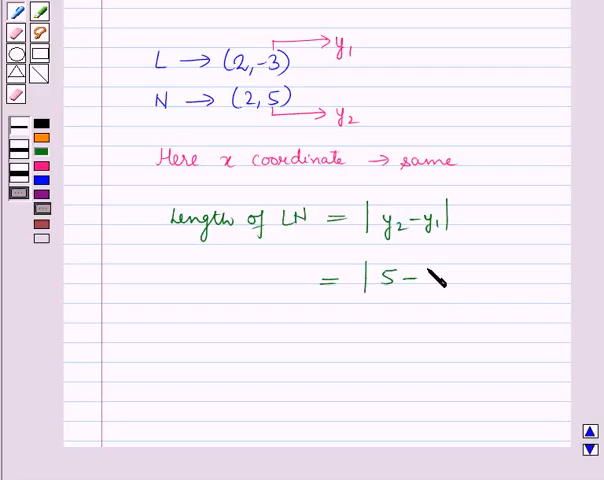 L → (2, -3) → y₁
N → (2, 5) → y₂
Here x coordinate → same
Length of LN = | y₂ - y₁ |
= | 5 -